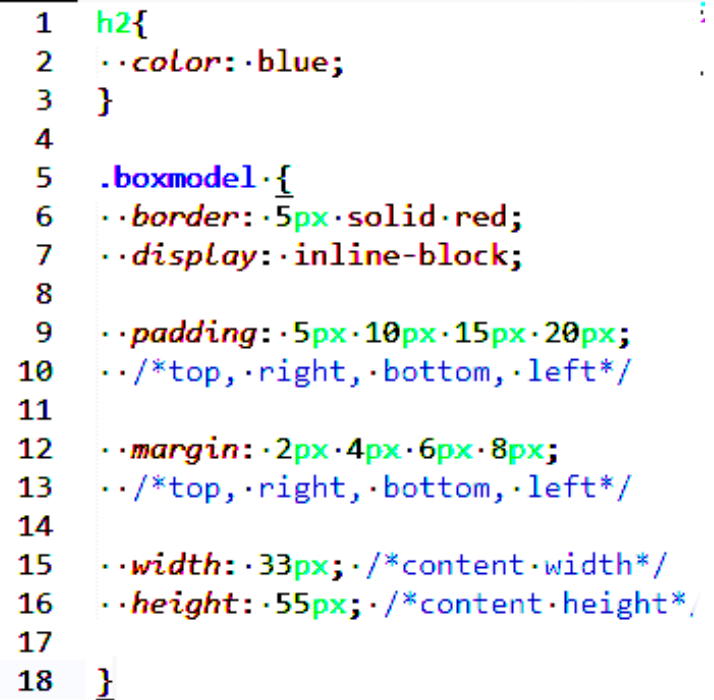 1 h2{
2 ··color:·blue;
3 }
4
5 .boxmodel·{
6 ··border:·5px·solid·red;
7 ··display:·inline-block;
8
9 ··padding:·5px·10px·15px·20px;
10 ··/*top,·right,·bottom,·left*/
11
12 ··margin:·2px·4px·6px·8px;
13 ··/*top,·right,·bottom,·left*/
14
15 ··width:·33px;·/*content·width*/
16 ··height:·55px;·/*content·height*/
17
18 }